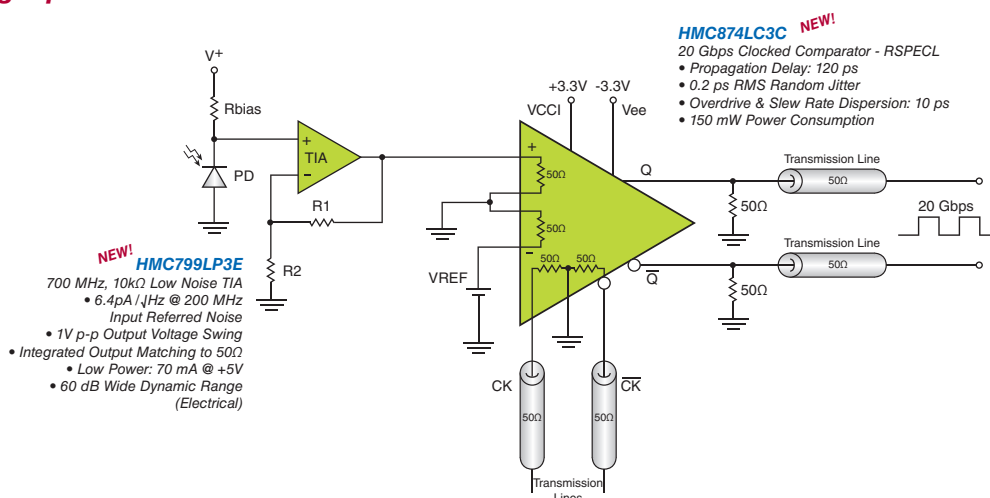 NEW!
HMC874LC3C
20 Gbps Clocked Comparator - RSPECL
• Propagation Delay: 120 ps
• 0.2 ps RMS Random Jitter
• Overdrive & Slew Rate Dispersion: 10 ps
• 150 mW Power Consumption
V+
Rbias
+
TIA
−
PD
R1
R2
NEW!
HMC799LP3E
700 MHz, 10kΩ Low Noise TIA
• 6.4pA /√Hz @ 200 MHz
Input Referred Noise
• 1V p-p Output Voltage Swing
• Integrated Output Matching to 50Ω
• Low Power: 70 mA @ +5V
• 60 dB Wide Dynamic Range
(Electrical)
+3.3V -3.3V
VCCI
Vee
+
50Ω
50Ω
−
50Ω 50Ω
VREF
Q
Q̅
50Ω
50Ω
Transmission Line
50Ω
20 Gbps
Transmission Line
50Ω
CK
C̅K̅
50Ω
50Ω
Transmission
Lines